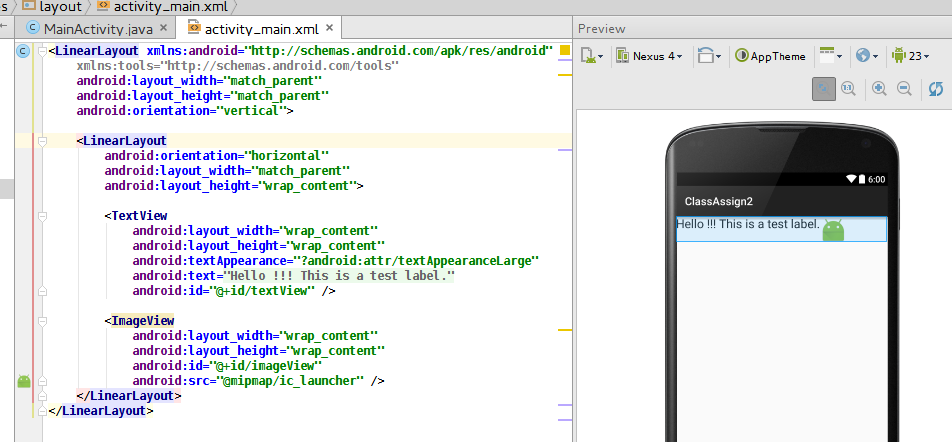 s layout activity_main.xml
MainActivity.java × activity_main.xml ×
<LinearLayout xmlns:android="http://schemas.android.com/apk/res/android"
xmlns:tools="http://schemas.android.com/tools"
android:layout_width="match_parent"
android:layout_height="match_parent"
android:orientation="vertical">
<LinearLayout
android:orientation="horizontal"
android:layout_width="match_parent"
android:layout_height="wrap_content">
<TextView
android:layout_width="wrap_content"
android:layout_height="wrap_content"
android:textAppearance="?android:attr/textAppearanceLarge"
android:text="Hello !!! This is a test label."
android:id="@+id/textView" />
<ImageView
android:layout_width="wrap_content"
android:layout_height="wrap_content"
android:id="@+id/imageView"
android:src="@mipmap/ic_launcher" />
</LinearLayout>
</LinearLayout>
Preview
Nexus 4 AppTheme 23
1:1
6:00
ClassAssign2
Hello !!! This is a test label.